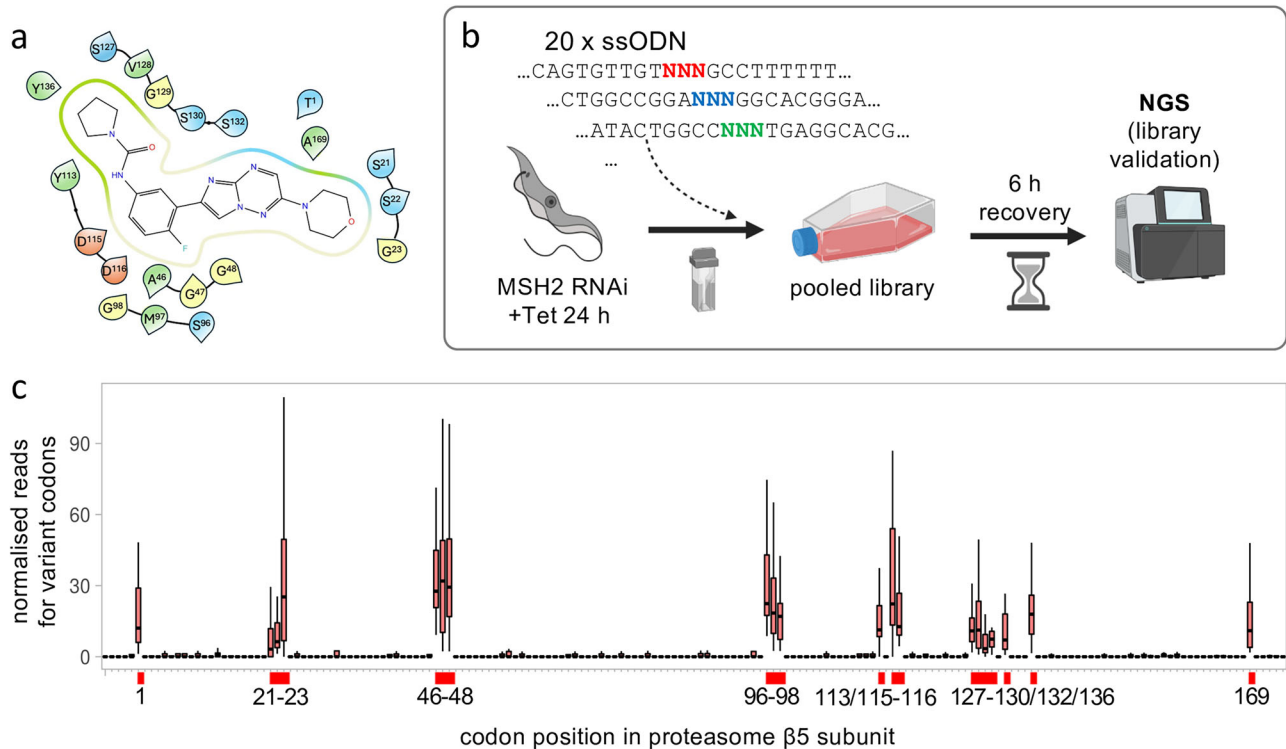 a
S127
V128
G129
Y136
S130
S132
T1
A169
N
O
HN
N
N
N
N
N
O
F
Y113
S21
S22
G23
D115
D116
A46
G47
G48
G98
M97
S96
b
20 x ssODN
...CAGTGTTGTNNNGCCTTTTTT...
...CTGGCCGGANNNGGCACGGGA...
...ATACTGGCCNNNTGAGGCACG...
...
MSH2 RNAi
+Tet 24 h
pooled library
6 h
recovery
NGS
(library
validation)
c
normalised reads
for variant codons
90
60
30
0
1
21-23
46-48
96-98
113/115-116
127-130/132/136
169
codon position in proteasome β5 subunit